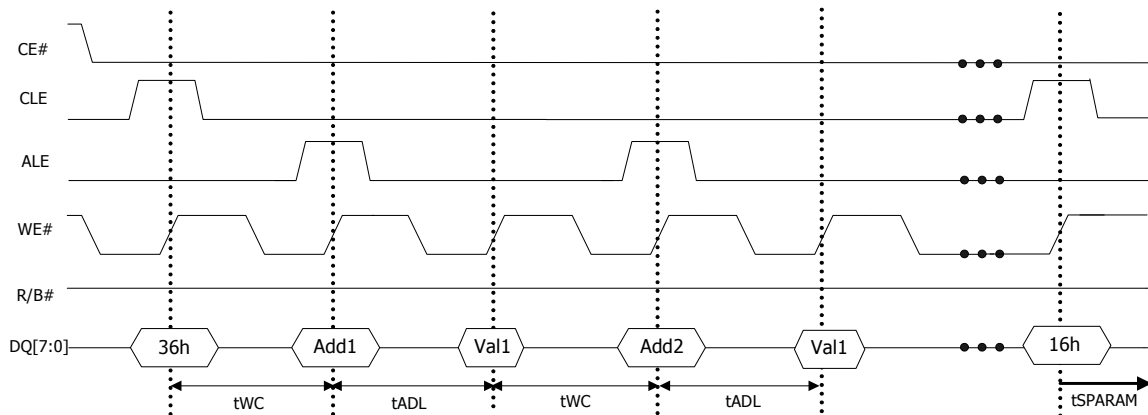 CE#
CLE
ALE
WE#
R/B#
DQ[7:0] 36h Add1 Val1 Add2 Val1 16h
tWC tADL tWC tADL tSPARAM